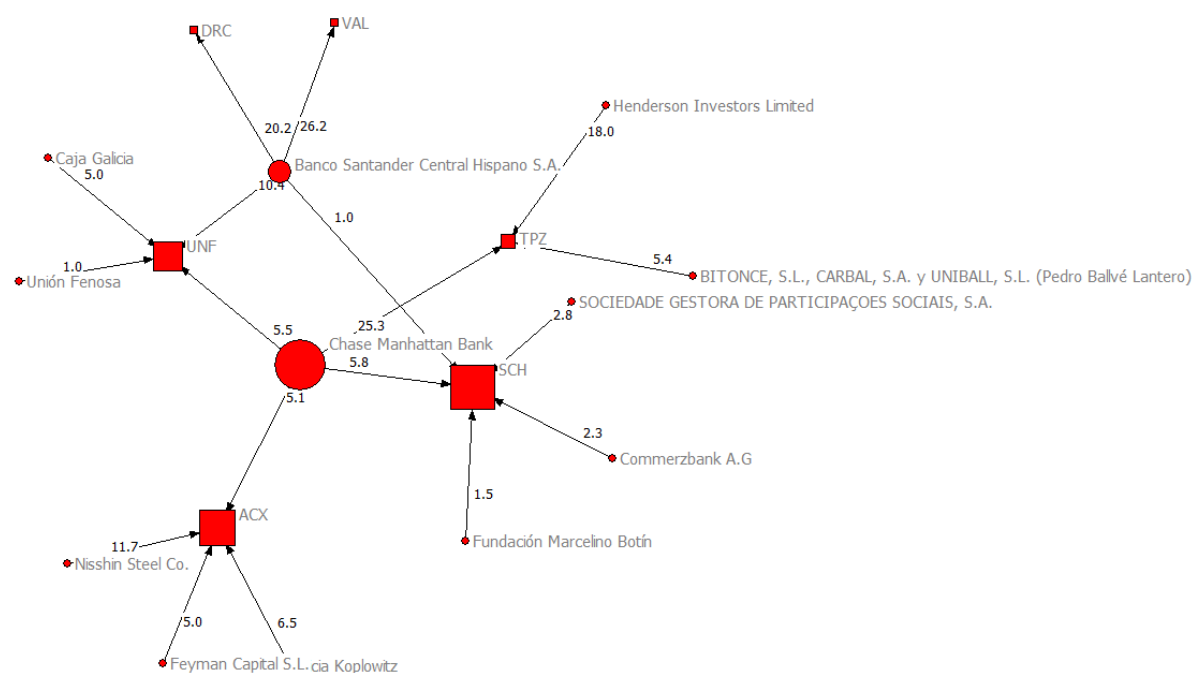 DRC
VAL
Henderson Investors Limited
20.2
26.2
18.0
Caja Galicia
5.0
Banco Santander Central Hispano S.A.
10.4
1.0
UNF
TPZ
5.4
1.0
Unión Fenosa
BITONCE, S.L., CARBAL, S.A. y UNIBALL, S.L. (Pedro Ballvé Lantero)
SOCIEDADE GESTORA DE PARTICIPAÇOES SOCIAIS, S.A.
2.8
5.5
25.3
Chase Manhattan Bank
5.8
SCH
5.1
2.3
Commerzbank A.G
1.5
ACX
11.7
Fundación Marcelino Botín
Nisshin Steel Co.
5.0
6.5
Feyman Capital S.L.
cia Koplowitz